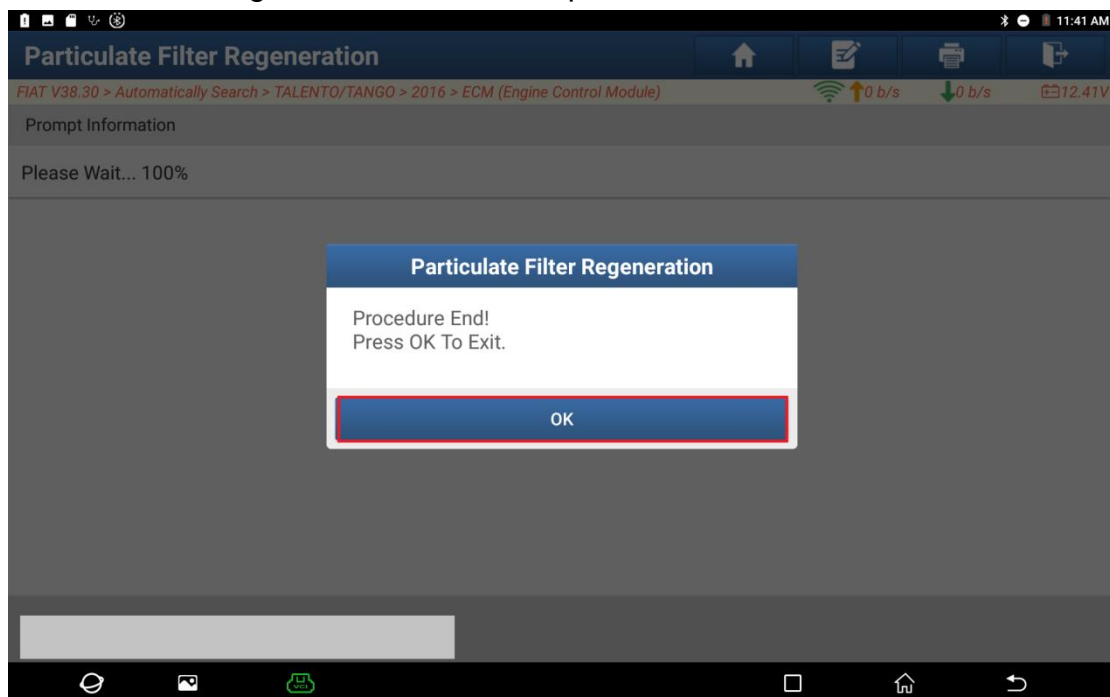 11:41 AM
Particulate Filter Regeneration
FIAT V38.30 > Automatically Search > TALENTO/TANGO > 2016 > ECM (Engine Control Module)
0 b/s
0 b/s
12.41V
Prompt Information
Please Wait... 100%
Particulate Filter Regeneration
Procedure End!
Press OK To Exit.
OK
VCI